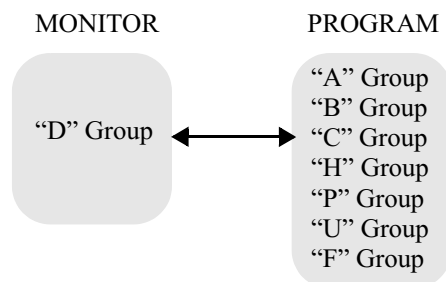 MONITOR
“D” Group
PROGRAM
“A” Group
“B” Group
“C” Group
“H” Group
“P” Group
“U” Group
“F” Group